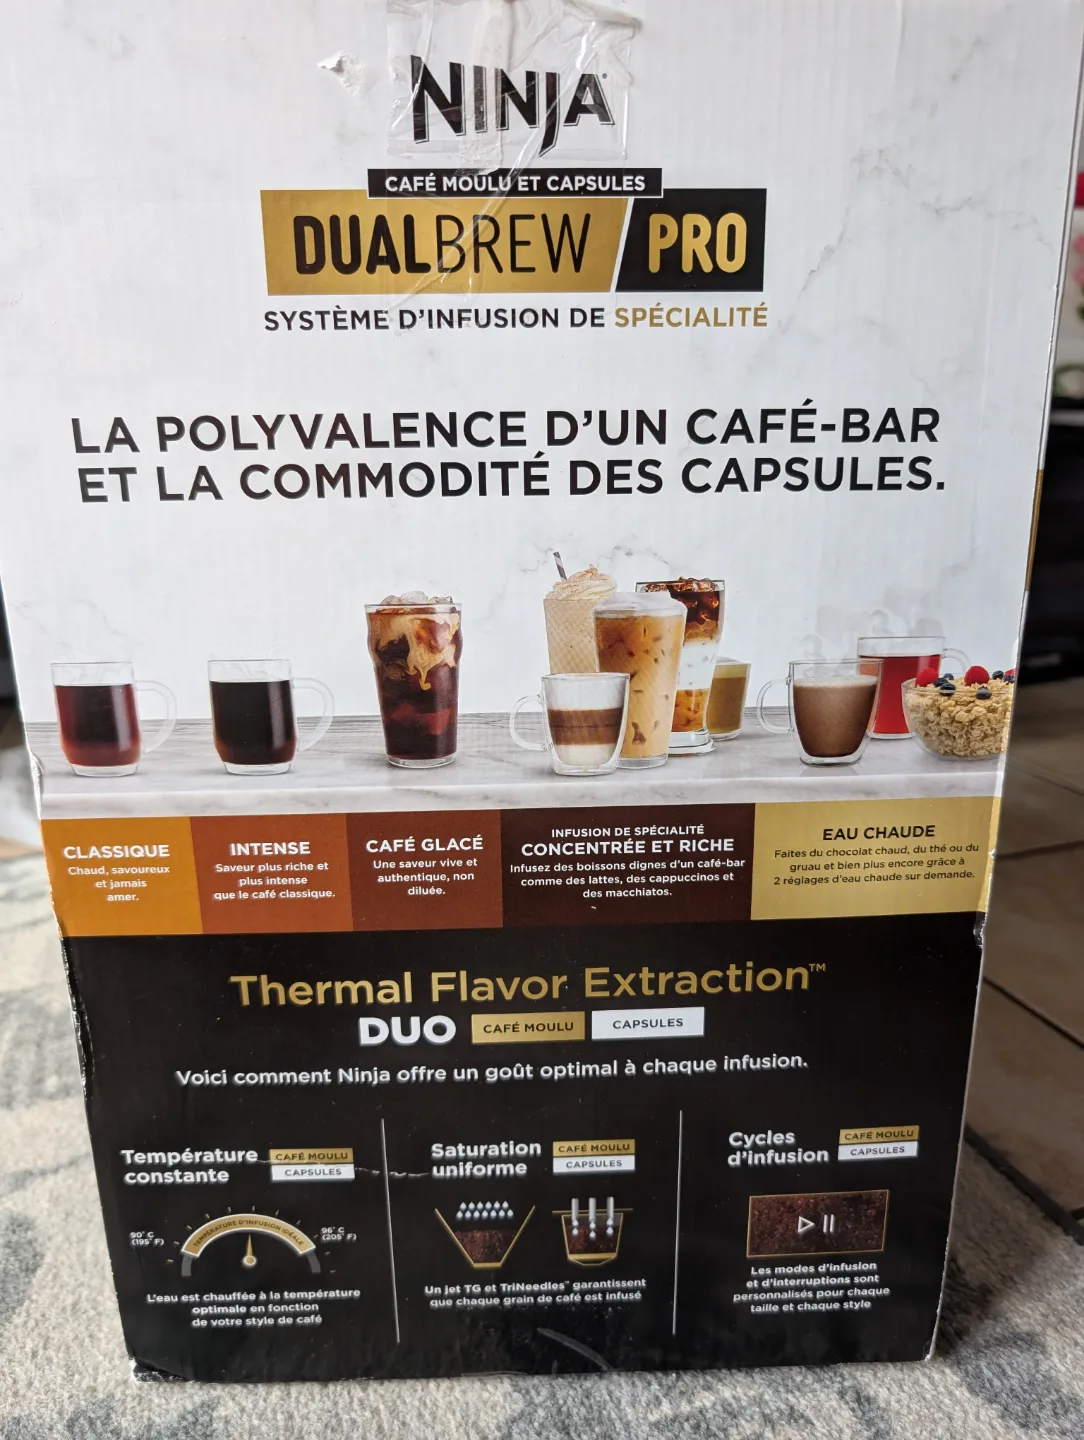 NINJA
CAFÉ MOULU ET CAPSULES
DUALBREW PRO
SYSTÈME D'INFUSION DE SPÉCIALITÉ
LA POLYVALENCE D'UN CAFÉ-BAR
ET LA COMMODITÉ DES CAPSULES.
CLASSIQUE
Chaud, savoureux
et jamais
amer.
INTENSE
Saveur plus riche et
plus intense
que le café classique.
CAFÉ GLACÉ
Une saveur vive et
authentique, non
diluée.
INFUSION DE SPÉCIALITÉ
CONCENTRÉE ET RICHE
Infusez des boissons dignes d'un café-bar
comme des lattes, des cappuccinos et
des macchiatos.
EAU CHAUDE
Faites du chocolat chaud, du thé ou du
gruau et bien plus encore grâce à
2 réglages d'eau chaude sur demande.
Thermal Flavor Extraction™
DUO CAFÉ MOULU CAPSULES
Voici comment Ninja offre un goût optimal à chaque infusion.
Température
constante
CAFÉ MOULU
CAPSULES
90° C
(195° F)
TEMPÉRATURE D'INFUSION IDÉALE
96° C
(205° F)
L'eau est chauffée à la température
optimale en fonction
de votre style de café
Saturation
uniforme
CAFÉ MOULU
CAPSULES
Un jet TG et TriNeedles™ garantissent
que chaque grain de café est infusé
Cycles
d'infusion
CAFÉ MOULU
CAPSULES
Les modes d'infusion
et d'interruptions sont
personnalisés pour chaque
taille et chaque style